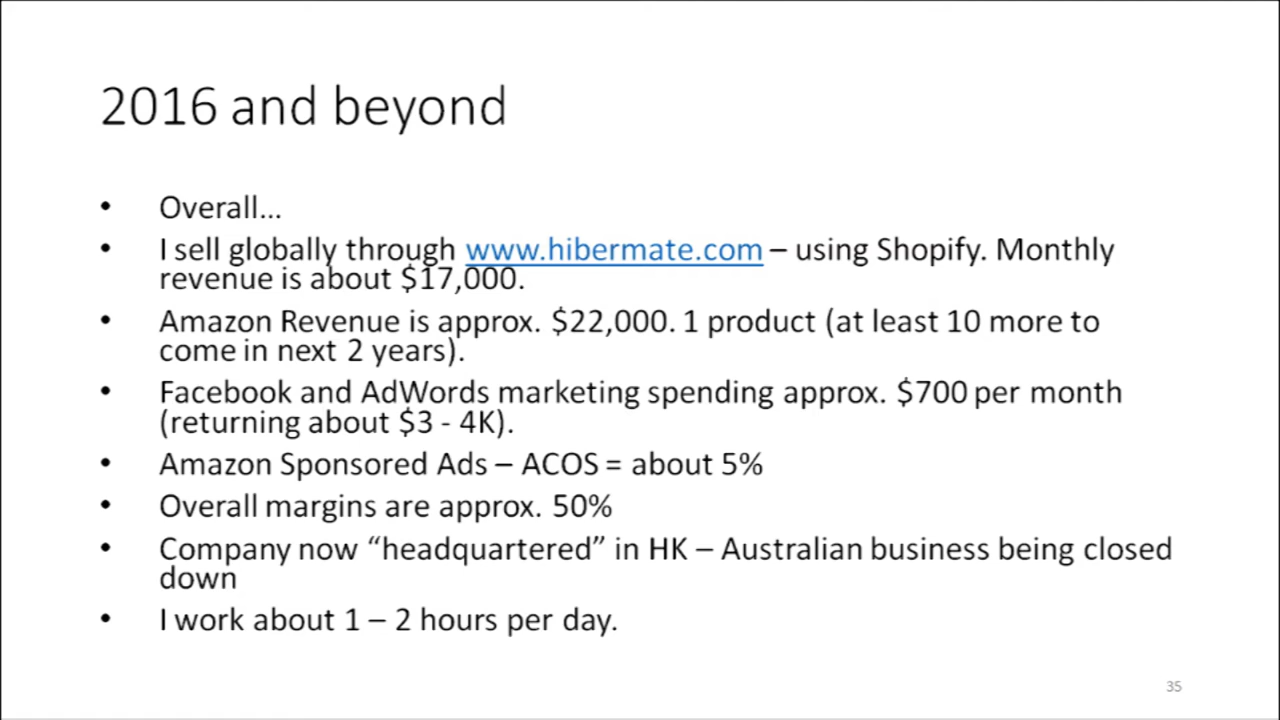 2016 and beyond
• Overall...
• I sell globally through www.hibermate.com – using Shopify. Monthly
revenue is about $17,000.
• Amazon Revenue is approx. $22,000. 1 product (at least 10 more to
come in next 2 years).
• Facebook and AdWords marketing spending approx. $700 per month
(returning about $3 - 4K).
• Amazon Sponsored Ads – ACOS = about 5%
• Overall margins are approx. 50%
• Company now “headquartered” in HK – Australian business being closed
down
• I work about 1 – 2 hours per day.
35